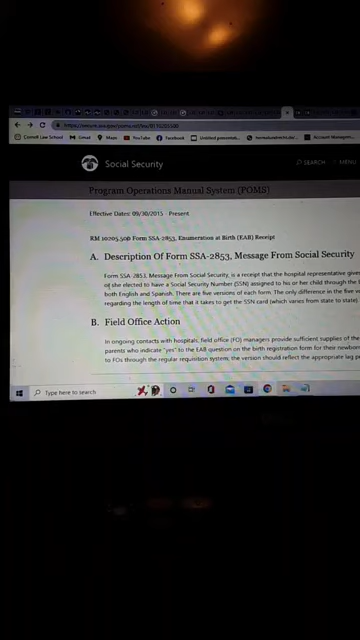 Cornell Law School Gmail Maps YouTube Facebook Untitled presentati...
Social Security
SEARCH MENU
Program Operations Manual System (POMS)
Effective Dates: 09/30/2015 - Present
RM 10205.500 Form SSA-2853, Enumeration at Birth (EAB) Receipt
A. Description Of Form SSA-2853, Message From Social Security
Form SSA-2853, Message From Social Security, is a receipt that the hospital representative gives
she elected to have a Social Security Number (SSN) assigned to his or her child through the
both English and Spanish. There are five versions of each form. The only difference in the five
regarding the length of time that it takes to get the SSN card (which varies from state to state)
B. Field Office Action
In ongoing contacts with hospitals, field office (FO) managers provide sufficient supplies of the
parents who indicate "yes" to the EAB question on the birth registration form for their newborn
to FOs through the regular requisition system, the version should reflect the appropriate lag
Type here to search